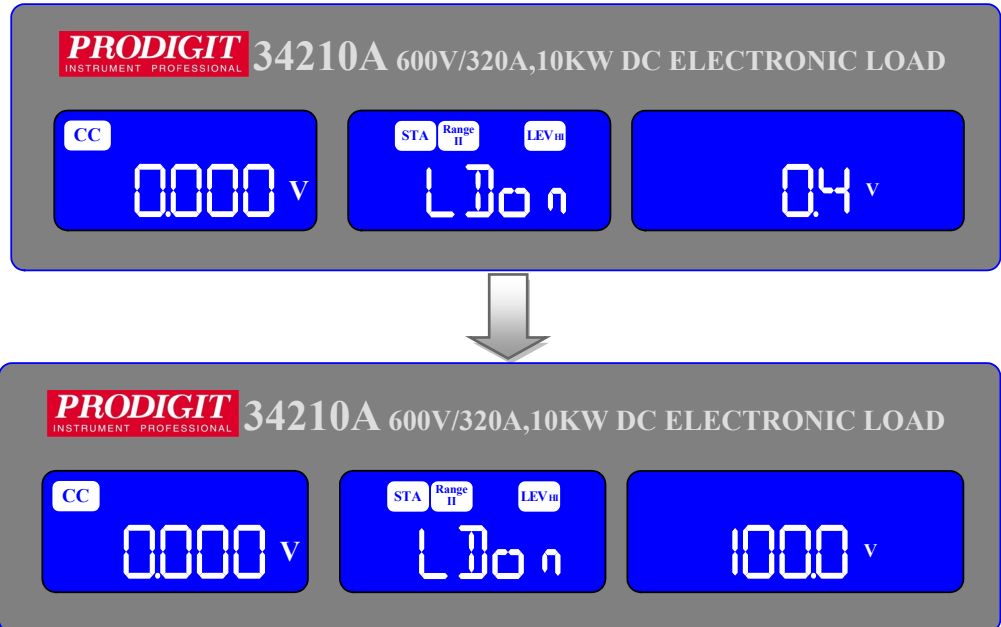 PRODIGIT
INSTRUMENT PROFESSIONAL
34210A 600V/320A,10KW DC ELECTRONIC LOAD
CC
0.000 V
STA Range II LEV HI
LDon
0.4 V
PRODIGIT
INSTRUMENT PROFESSIONAL
34210A 600V/320A,10KW DC ELECTRONIC LOAD
CC
0.000 V
STA Range II LEV HI
LDon
100.0 V